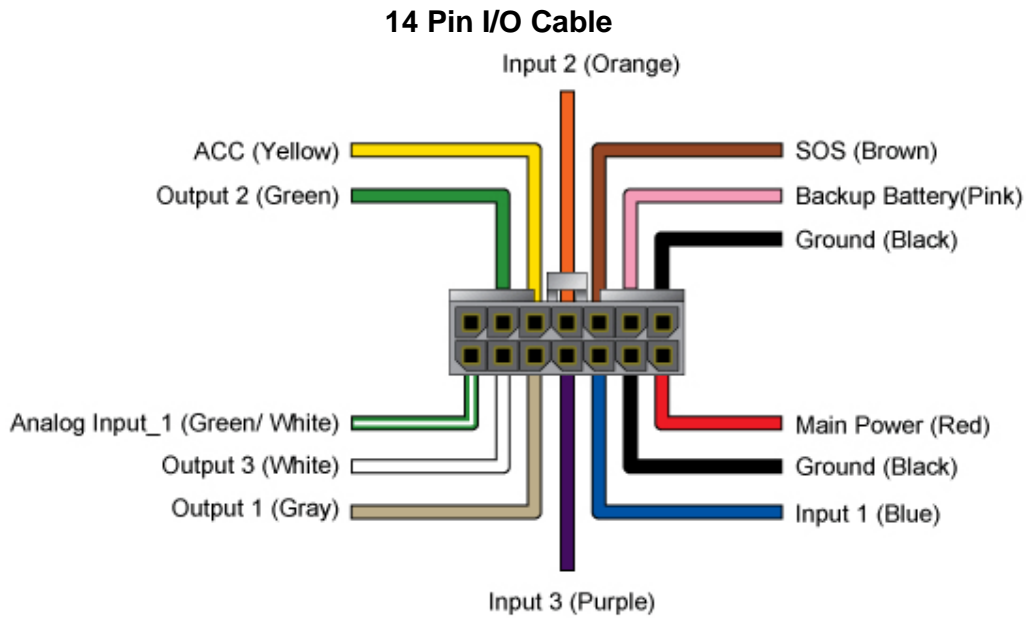 14 Pin I/O Cable
Input 2 (Orange)
ACC (Yellow)
SOS (Brown)
Output 2 (Green)
Backup Battery(Pink)
Ground (Black)
Analog Input_1 (Green/ White)
Main Power (Red)
Output 3 (White)
Ground (Black)
Output 1 (Gray)
Input 1 (Blue)
Input 3 (Purple)